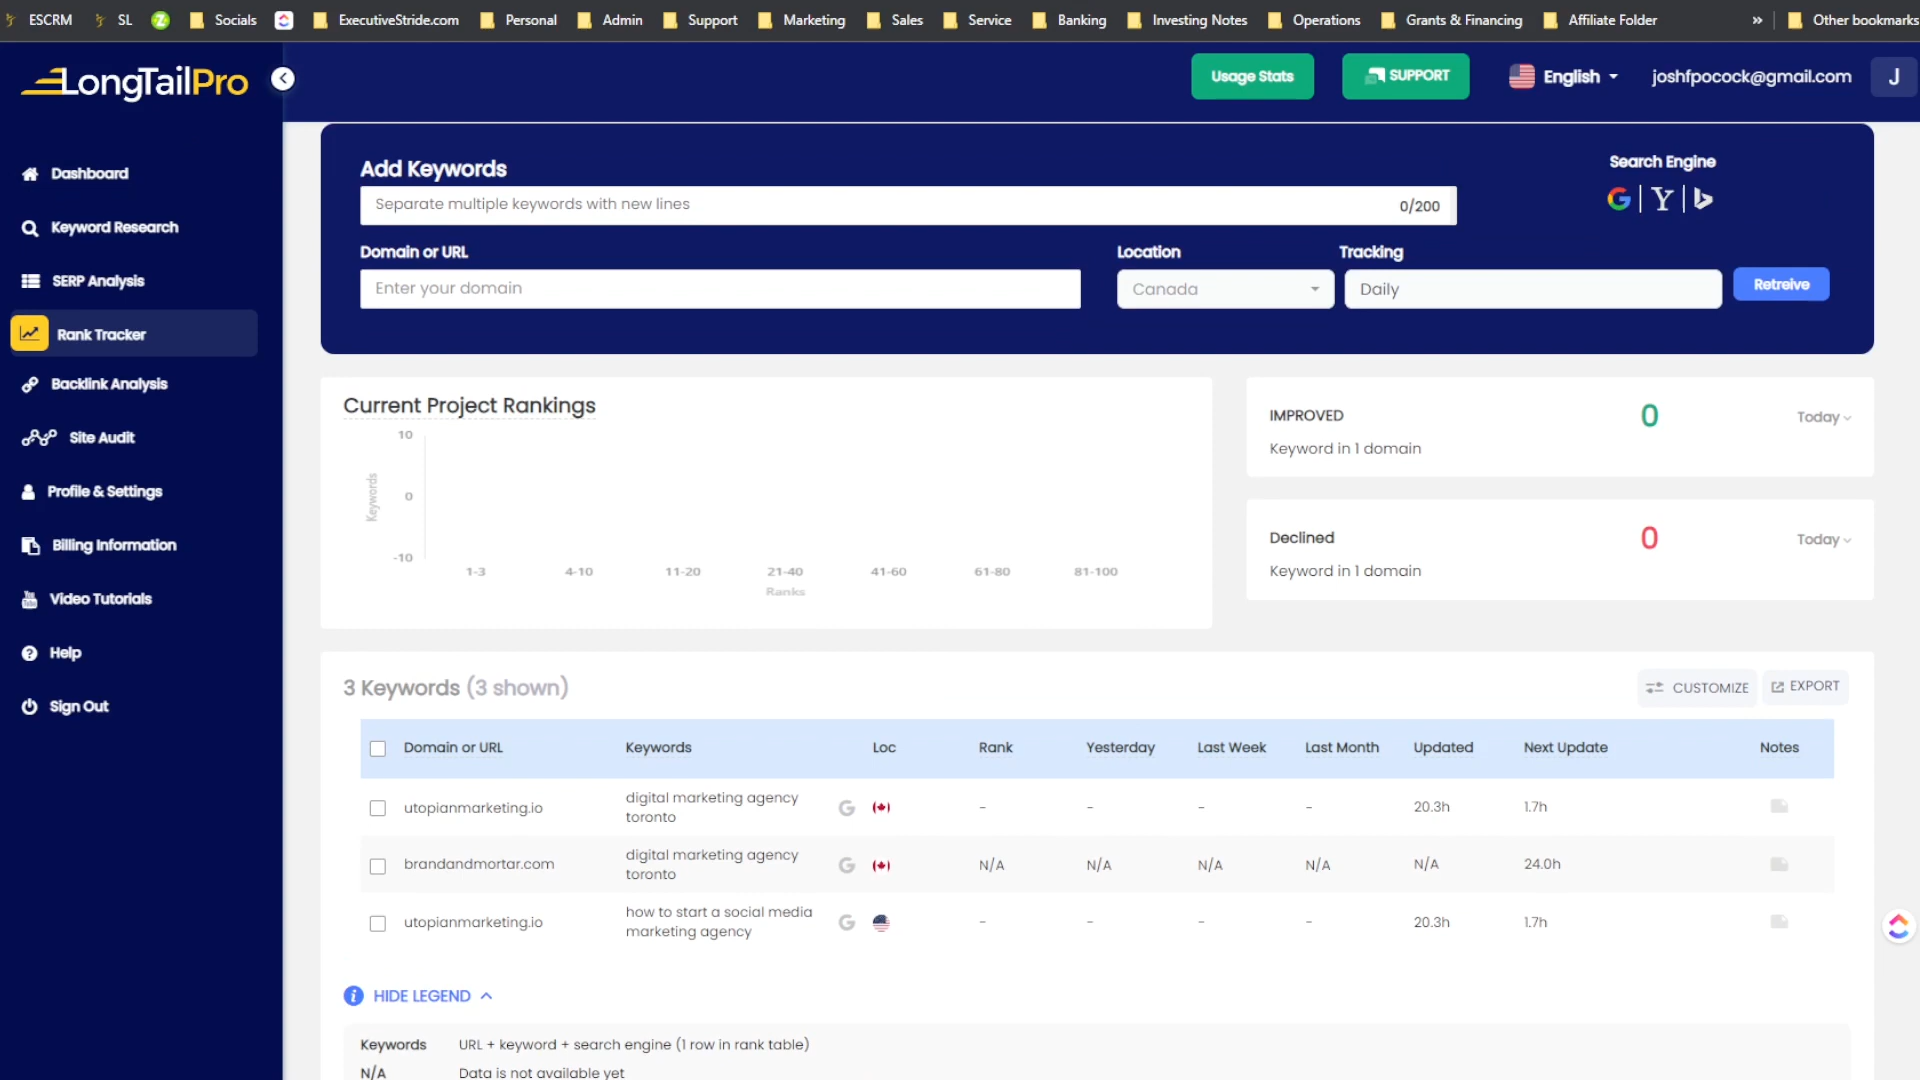 ESCRM
SL
Socials
ExecutiveStride.com
Personal
Admin
Support
Marketing
Sales
Service
Banking
Investing Notes
Operations
Grants & Financing
Affiliate Folder
»
Other bookmarks
LongTailPro
Usage Stats
SUPPORT
English
joshfpocock@gmail.com
J
Dashboard
Keyword Research
SERP Analysis
Rank Tracker
Backlink Analysis
Site Audit
Profile & Settings
Billing Information
Video Tutorials
Help
Sign Out
Add Keywords
Search Engine
Separate multiple keywords with new lines
0/200
Domain or URL
Location
Tracking
Enter your domain
Canada
Daily
Retreive
Current Project Rankings
10
0
-10
Keywords
1-3 4-10 11-20 21-40 41-60 61-80 81-100
Ranks
IMPROVED 0 Today
Keyword in 1 domain
Declined 0 Today
Keyword in 1 domain
3 Keywords (3 shown)
CUSTOMIZE
EXPORT
Domain or URL Keywords Loc Rank Yesterday Last Week Last Month Updated Next Update Notes
utopianmarketing.io digital marketing agency - - - - 20.3h 1.7h
toronto
brandandmortar.com digital marketing agency N/A N/A N/A N/A N/A 24.0h
toronto
utopianmarketing.io how to start a social media - - - - 20.3h 1.7h
marketing agency
HIDE LEGEND
Keywords URL + keyword + search engine (1 row in rank table)
N/A Data is not available yet